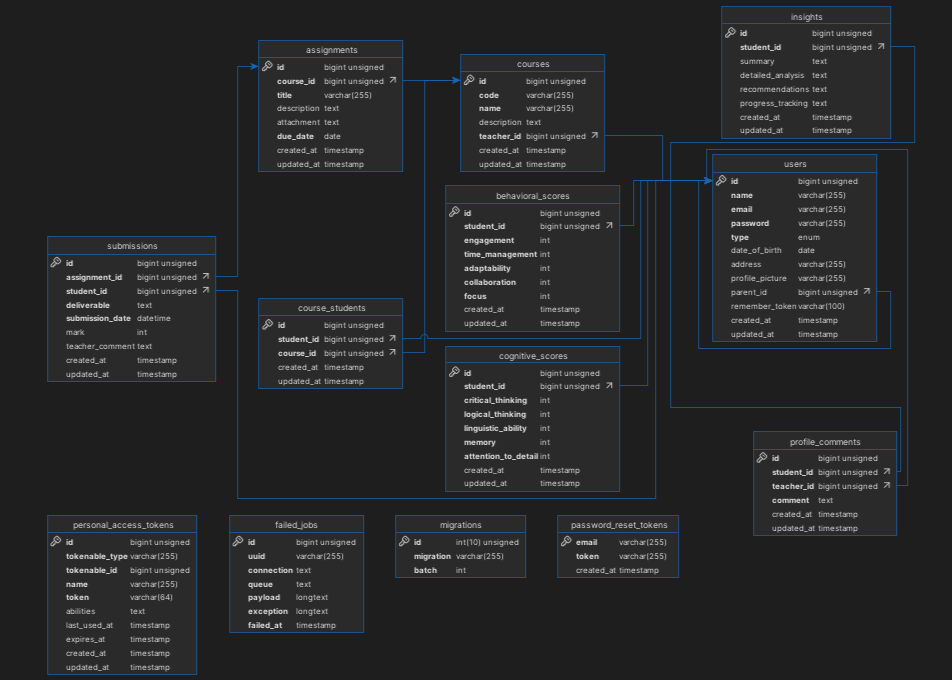 insights
id bigint unsigned
student_id bigint unsigned
summary text
detailed_analysis text
recommendations text
progress_tracking text
created_at timestamp
updated_at timestamp
assignments
id bigint unsigned
course_id bigint unsigned
title varchar(255)
description text
attachment text
due_date date
created_at timestamp
updated_at timestamp
courses
id bigint unsigned
code varchar(255)
name varchar(255)
description text
teacher_id bigint unsigned
created_at timestamp
updated_at timestamp
users
id bigint unsigned
name varchar(255)
email varchar(255)
password varchar(255)
type enum
date_of_birth date
address varchar(255)
profile_picture varchar(255)
parent_id bigint unsigned
remember_token varchar(100)
created_at timestamp
updated_at timestamp
behavioral_scores
id bigint unsigned
student_id bigint unsigned
engagement int
time_management int
adaptability int
collaboration int
focus int
created_at timestamp
updated_at timestamp
submissions
id bigint unsigned
assignment_id bigint unsigned
student_id bigint unsigned
deliverable text
submission_date datetime
mark int
teacher_comment text
created_at timestamp
updated_at timestamp
course_students
id bigint unsigned
student_id bigint unsigned
course_id bigint unsigned
created_at timestamp
updated_at timestamp
cognitive_scores
id bigint unsigned
student_id bigint unsigned
critical_thinking int
logical_thinking int
linguistic_ability int
memory int
attention_to_detail int
created_at timestamp
updated_at timestamp
profile_comments
id bigint unsigned
student_id bigint unsigned
teacher_id bigint unsigned
comment text
created_at timestamp
updated_at timestamp
personal_access_tokens
id bigint unsigned
tokenable_type varchar(255)
tokenable_id bigint unsigned
name varchar(255)
token varchar(64)
abilities text
last_used_at timestamp
expires_at timestamp
created_at timestamp
updated_at timestamp
failed_jobs
id bigint unsigned
uuid varchar(255)
connection text
queue text
payload longtext
exception longtext
failed_at timestamp
migrations
id int(10) unsigned
migration varchar(255)
batch int
password_reset_tokens
email varchar(255)
token varchar(255)
created_at timestamp